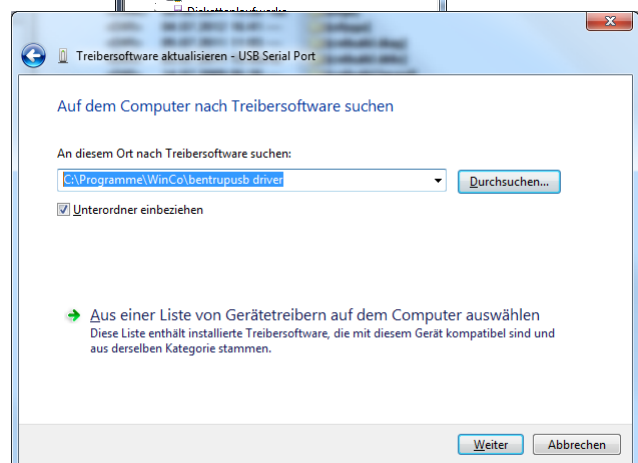 Diskettenlaufwerke
Treibersoftware aktualisieren - USB Serial Port
Auf dem Computer nach Treibersoftware suchen
An diesem Ort nach Treibersoftware suchen:
C:\Programme\WinCo\bentrupusb driver
Durchsuchen...
Unterordner einbeziehen
Aus einer Liste von Gerätetreibern auf dem Computer auswählen
Diese Liste enthält installierte Treibersoftware, die mit diesem Gerät kompatibel sind und
aus derselben Kategorie stammen.
Weiter Abbrechen